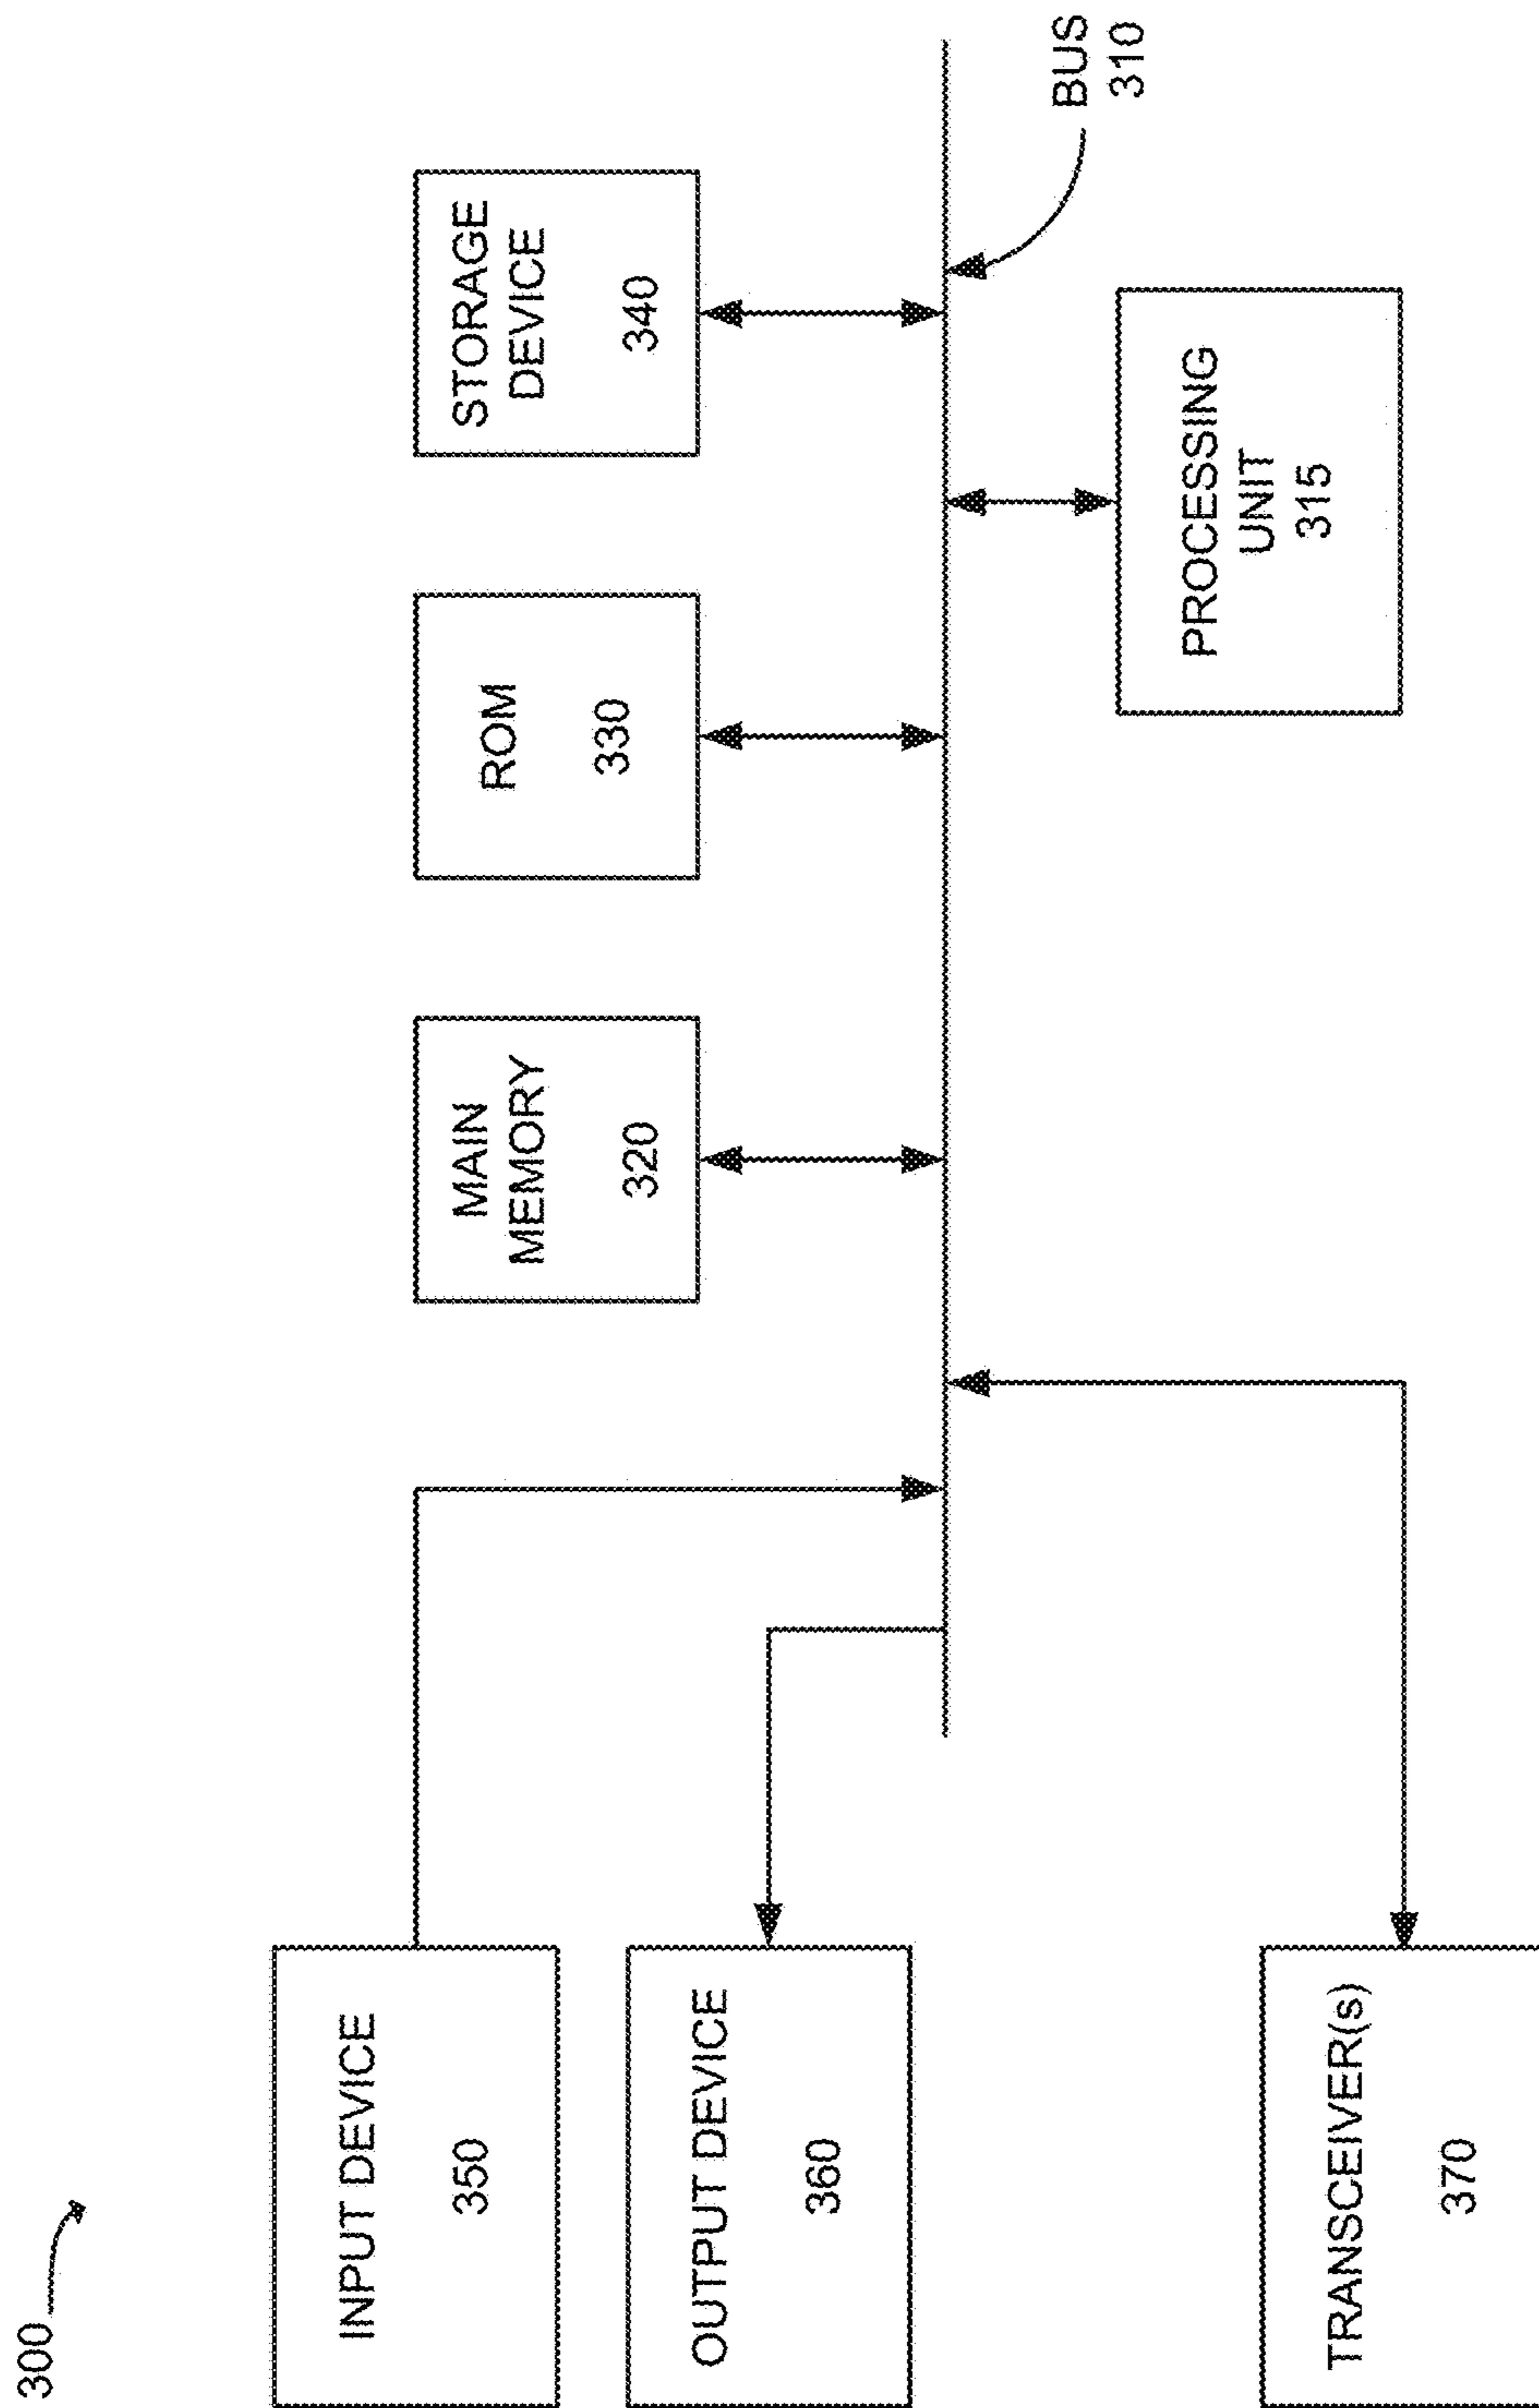 300
INPUT DEVICE
350
OUTPUT DEVICE
360
TRANSCEIVER(s)
370
MAIN
MEMORY
320
ROM
330
STORAGE
DEVICE
340
PROCESSING
UNIT
315
BUS
310